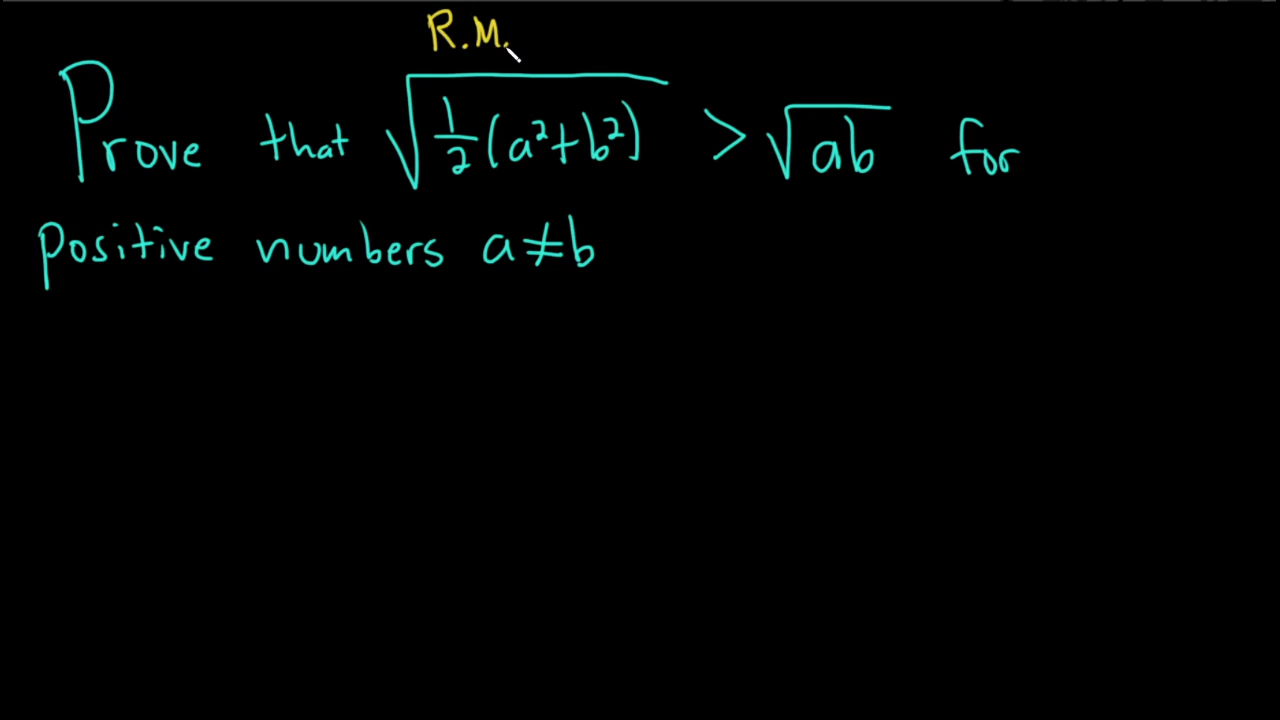 R.M.
Prove that √(1/2(a²+b²)) > √(ab) for
positive numbers a≠b